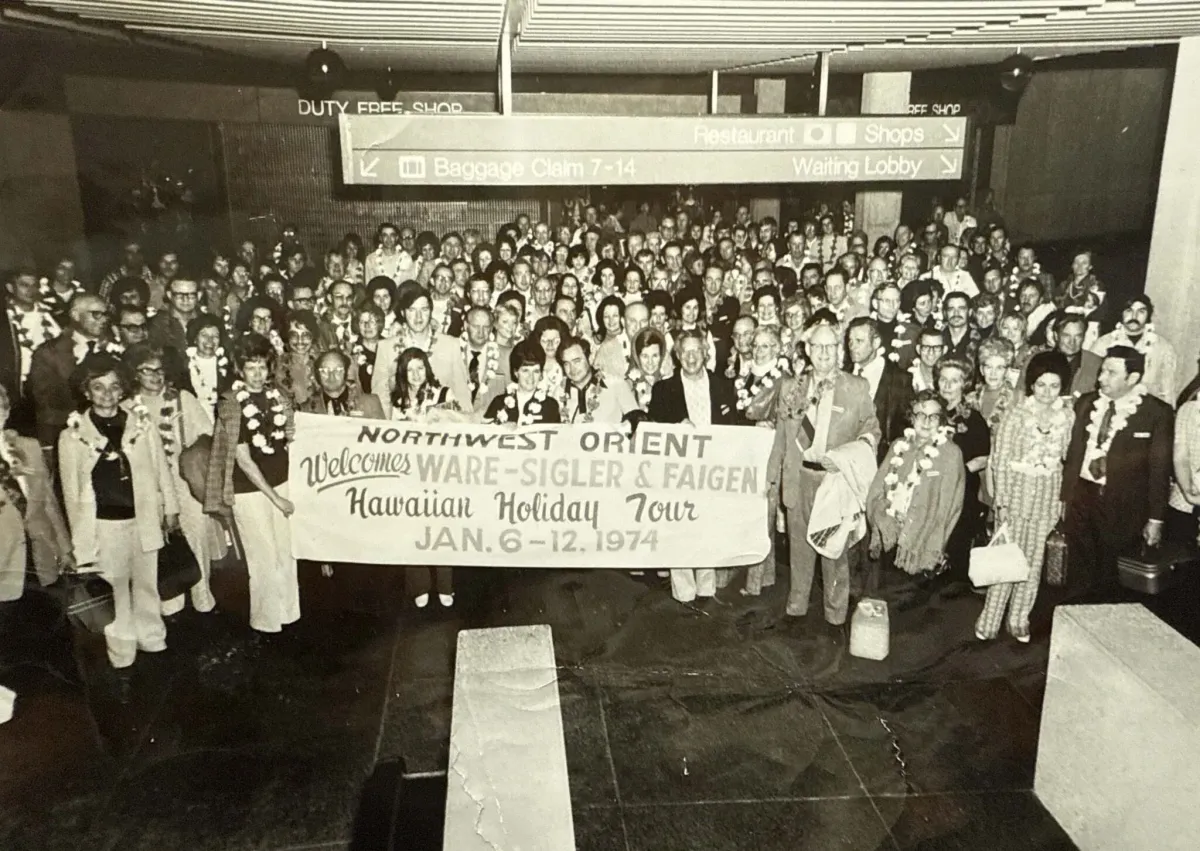 DUTY FREE SHOP
FREE SHOP
Restaurant Shops
Baggage Claim 7-14 Waiting Lobby
NORTHWEST ORIENT
Welcomes WARE-SIGLER & FAIGEN
Hawaiian Holiday Tour
JAN. 6-12, 1974